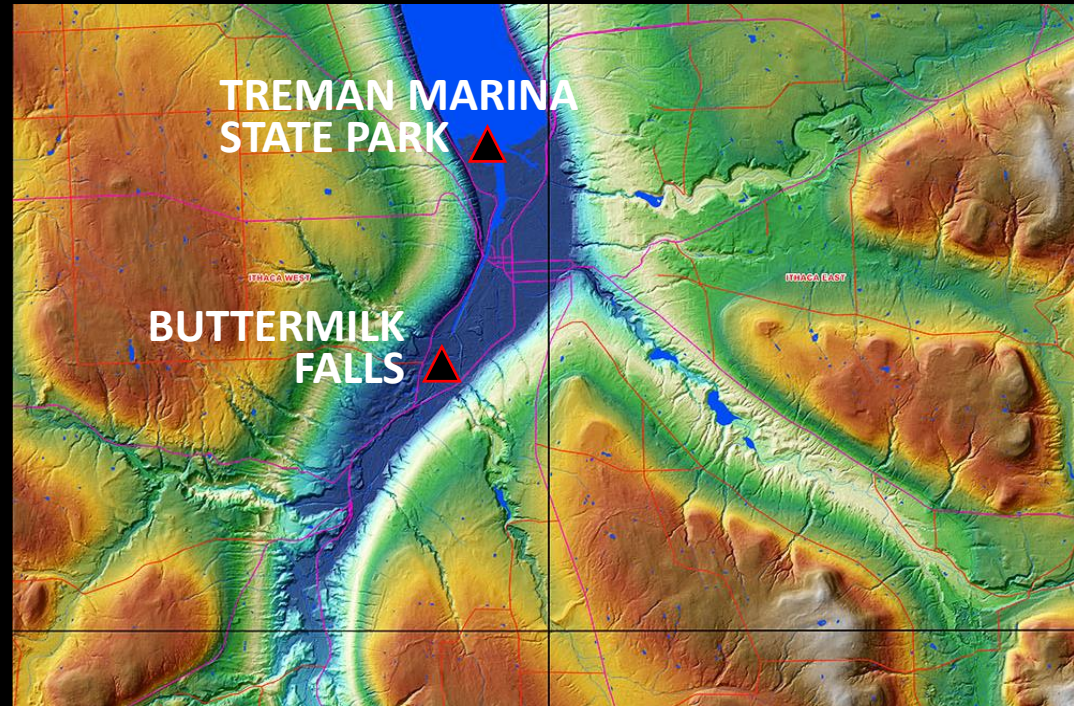 TREMAN MARINA
STATE PARK
ITHACA WEST
ITHACA EAST
BUTTERMILK
FALLS